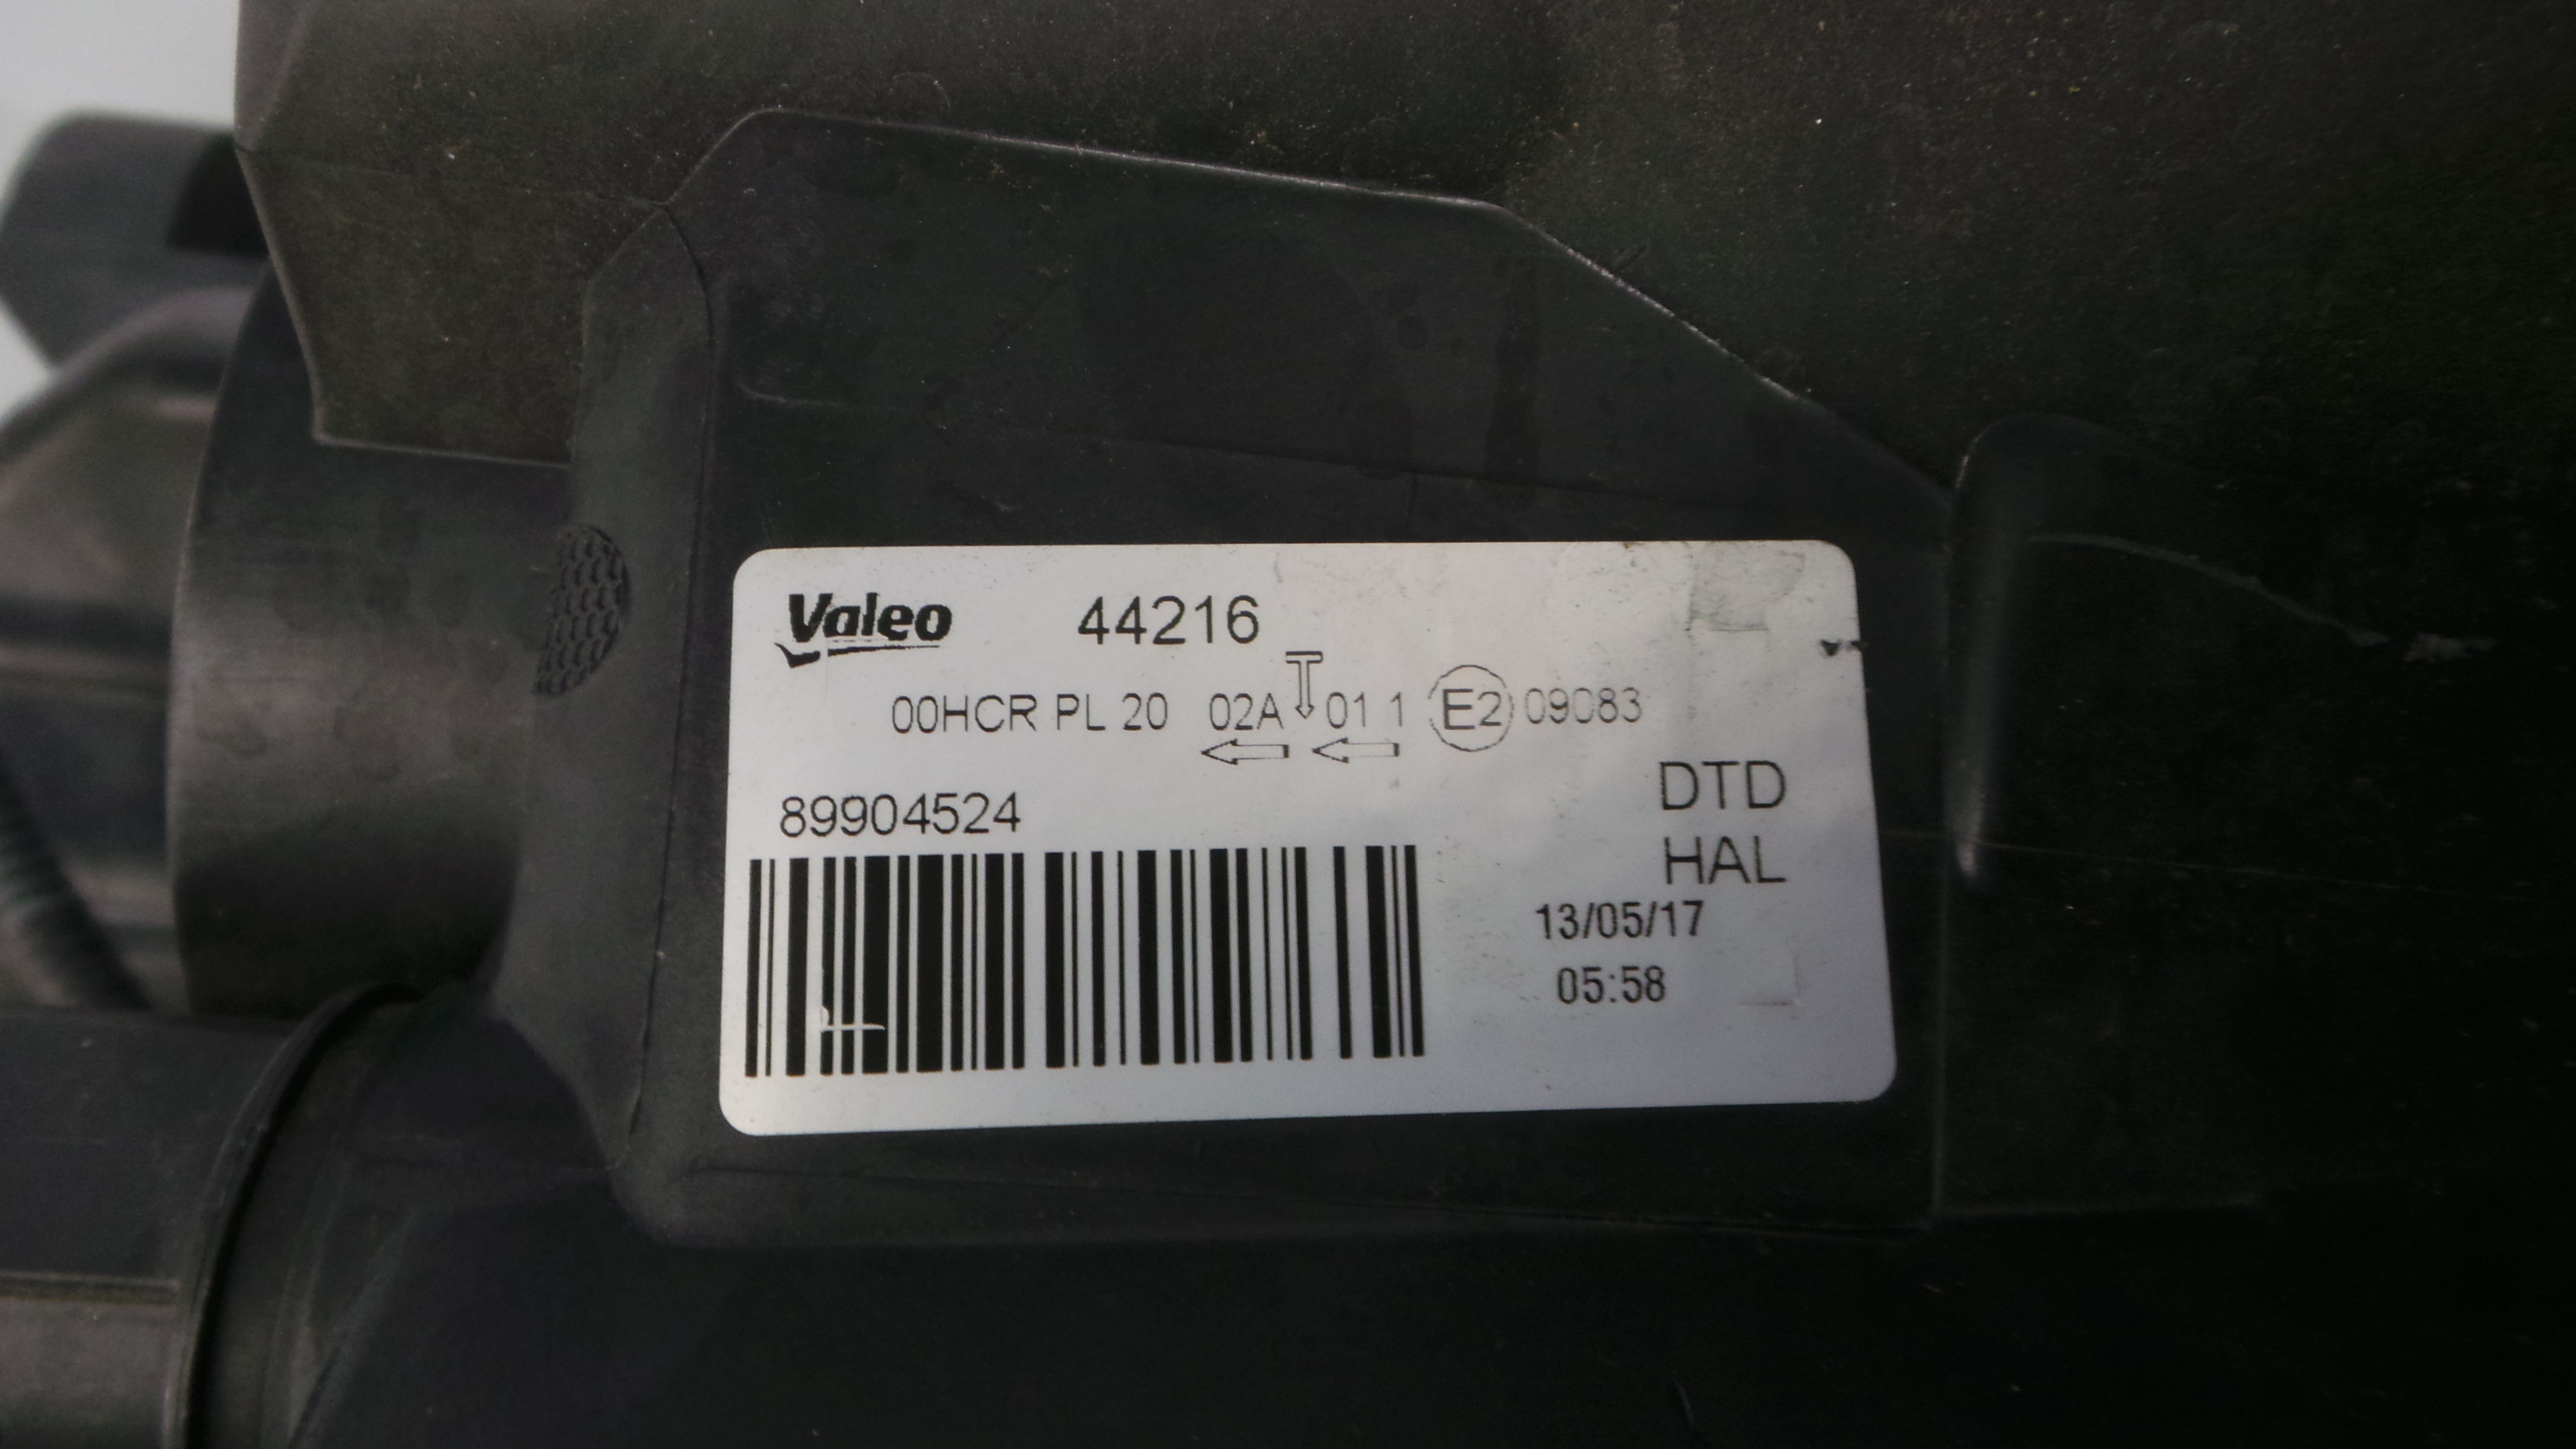 Valeo 44216
00HCR PL 20 02A 01 1 E2 09083
89904524
DTD
HAL
13/05/17
05:58